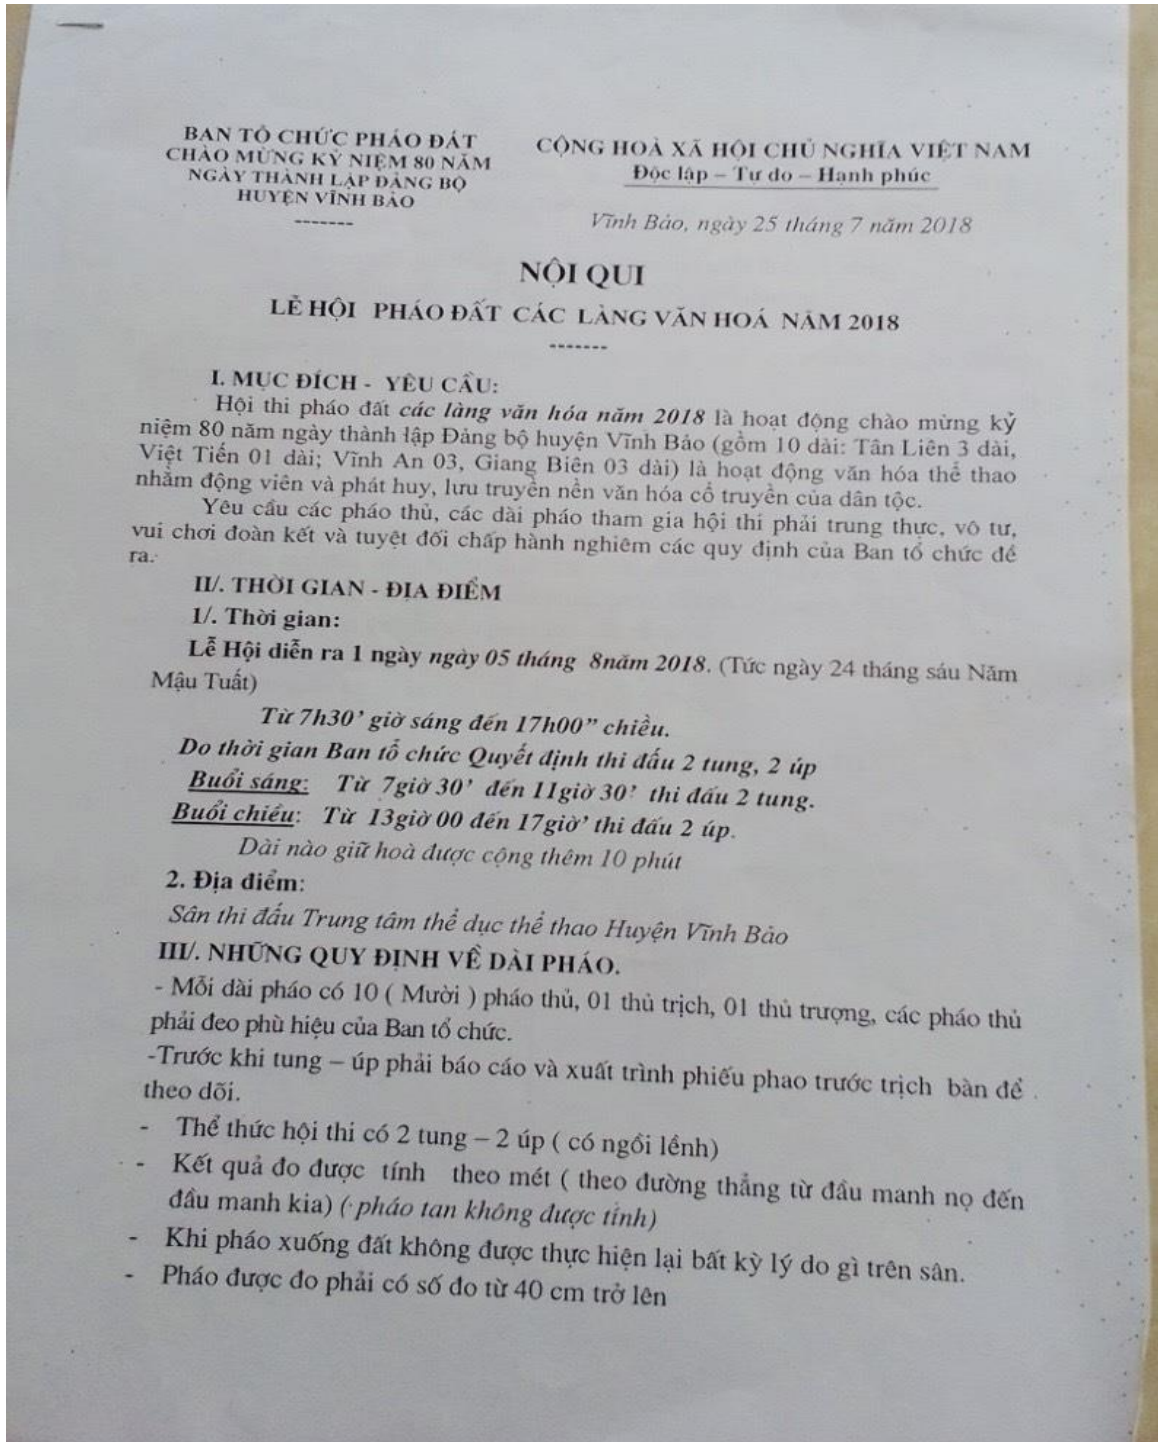 BAN TỔ CHỨC PHÁO ĐẤT
CHÀO MỪNG KỶ NIỆM 80 NĂM
NGÀY THÀNH LẬP ĐẢNG BỘ
HUYỆN VĨNH BẢO
-------
CỘNG HOÀ XÃ HỘI CHỦ NGHĨA VIỆT NAM
Độc lập – Tự do – Hạnh phúc
Vĩnh Bảo, ngày 25 tháng 7 năm 2018
NỘI QUI
LỄ HỘI PHÁO ĐẤT CÁC LÀNG VĂN HOÁ NĂM 2018
-------
I. MỤC ĐÍCH - YÊU CẦU:
Hội thi pháo đất các làng văn hóa năm 2018 là hoạt động chào mừng kỷ
niệm 80 năm ngày thành lập Đảng bộ huyện Vĩnh Bảo (gồm 10 dài: Tân Liên 3 dài,
Việt Tiến 01 dài; Vĩnh An 03, Giang Biên 03 dài) là hoạt động văn hóa thể thao
nhằm động viên và phát huy, lưu truyền nền văn hóa cổ truyền của dân tộc.
Yêu cầu các pháo thủ, các dài pháo tham gia hội thi phải trung thực, vô tư,
vui chơi đoàn kết và tuyệt đối chấp hành nghiêm các quy định của Ban tổ chức đề
ra.
II/. THỜI GIAN - ĐỊA ĐIỂM
1/. Thời gian:
Lễ Hội diễn ra 1 ngày ngày 05 tháng 8năm 2018. (Tức ngày 24 tháng sáu Năm
Mậu Tuất)
Từ 7h30’ giờ sáng đến 17h00” chiều.
Do thời gian Ban tổ chức Quyết định thi đấu 2 tung, 2 úp
Buổi sáng: Từ 7giờ 30’ đến 11giờ 30’ thi đấu 2 tung.
Buổi chiều: Từ 13giờ 00 đến 17giờ’ thi đấu 2 úp.
Dài nào giữ hoà được cộng thêm 10 phút
2. Địa điểm:
Sân thi đấu Trung tâm thể dục thể thao Huyện Vĩnh Bảo
III/. NHỮNG QUY ĐỊNH VỀ DÀI PHÁO.
- Mỗi dài pháo có 10 ( Mười ) pháo thủ, 01 thủ trịch, 01 thủ trượng, các pháo thủ
phải đeo phù hiệu của Ban tổ chức.
-Trước khi tung – úp phải báo cáo và xuất trình phiếu phao trước trịch bàn để
theo dõi.
- Thể thức hội thi có 2 tung – 2 úp ( có ngồi lềnh)
- Kết quả đo được tính theo mét ( theo đường thẳng từ đầu manh nọ đến
đầu manh kia) ( pháo tan không được tính)
- Khi pháo xuống đất không được thực hiện lại bất kỳ lý do gì trên sân.
- Pháo được đo phải có số đo từ 40 cm trở lên